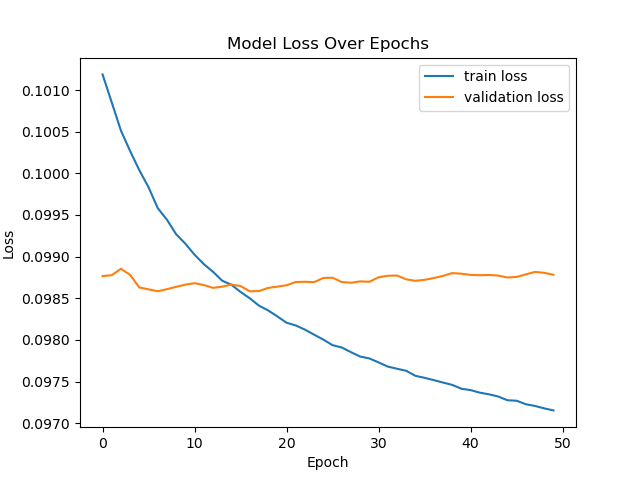 Model Loss Over Epochs
train loss
validation loss
0.1010
0.1005
0.1000
0.0995
0.0990
0.0985
0.0980
0.0975
0.0970
Loss
0 10 20 30 40 50
Epoch